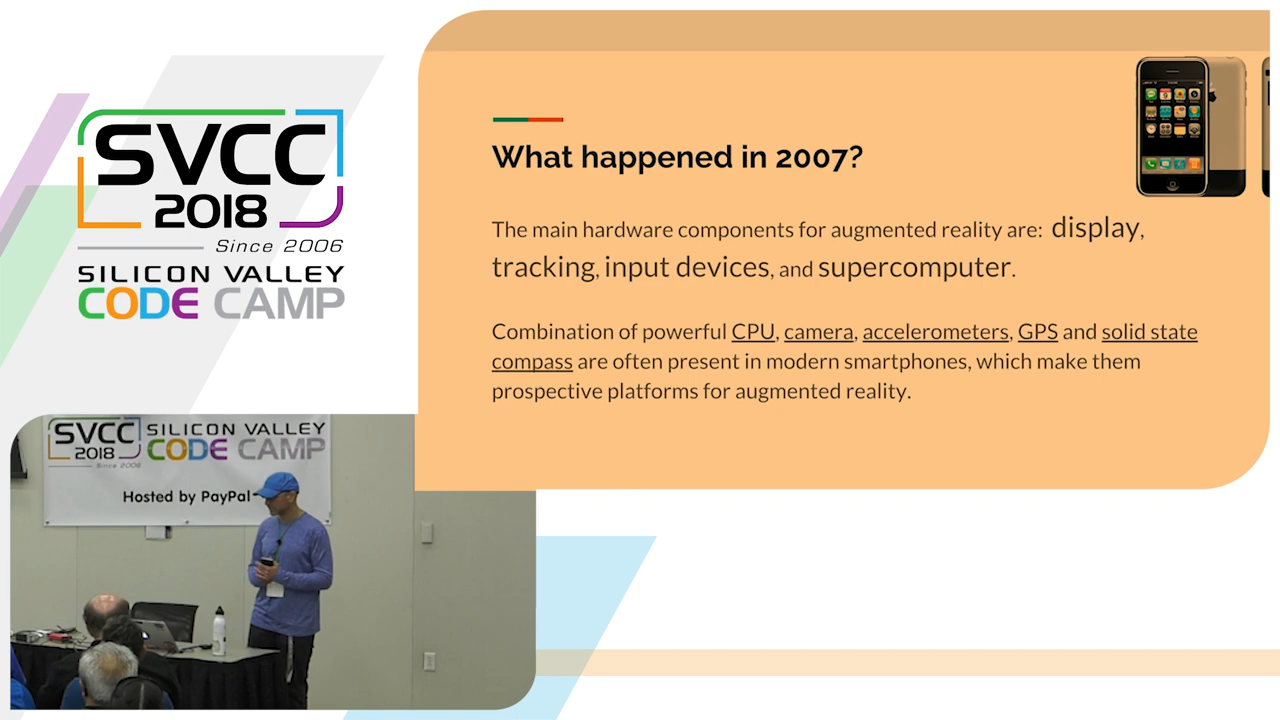 SVCC
2018
Since 2006
SILICON VALLEY
CODE CAMP
What happened in 2007?
The main hardware components for augmented reality are: display,
tracking, input devices, and supercomputer.
Combination of powerful CPU, camera, accelerometers, GPS and solid state
compass are often present in modern smartphones, which make them
prospective platforms for augmented reality.
SVCC
2018
Since 2006
SILICON VALLEY
CODE CAMP
Hosted by PayPal